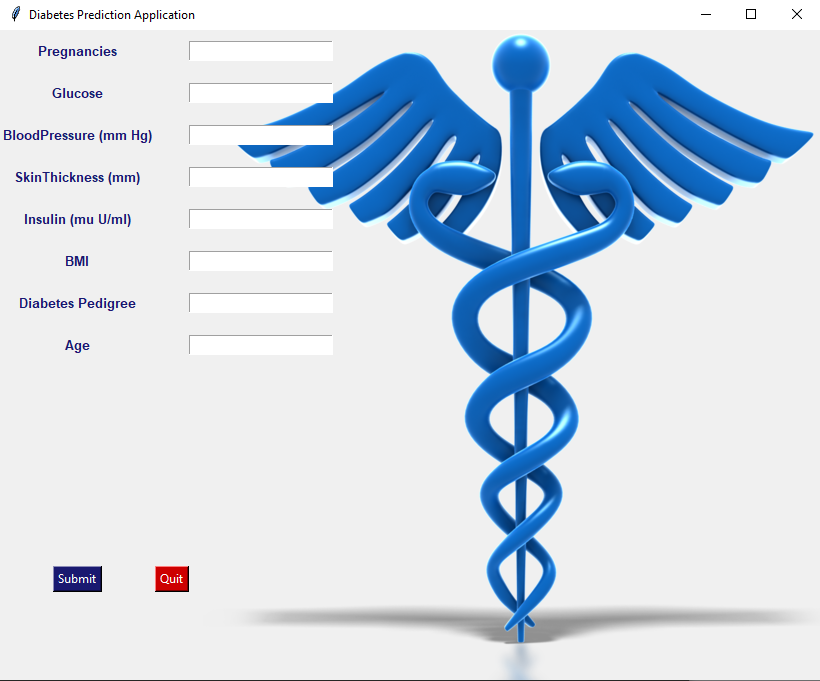 Diabetes Prediction Application
Pregnancies
Glucose
BloodPressure (mm Hg)
SkinThickness (mm)
Insulin (mu U/ml)
BMI
Diabetes Pedigree
Age
Submit Quit